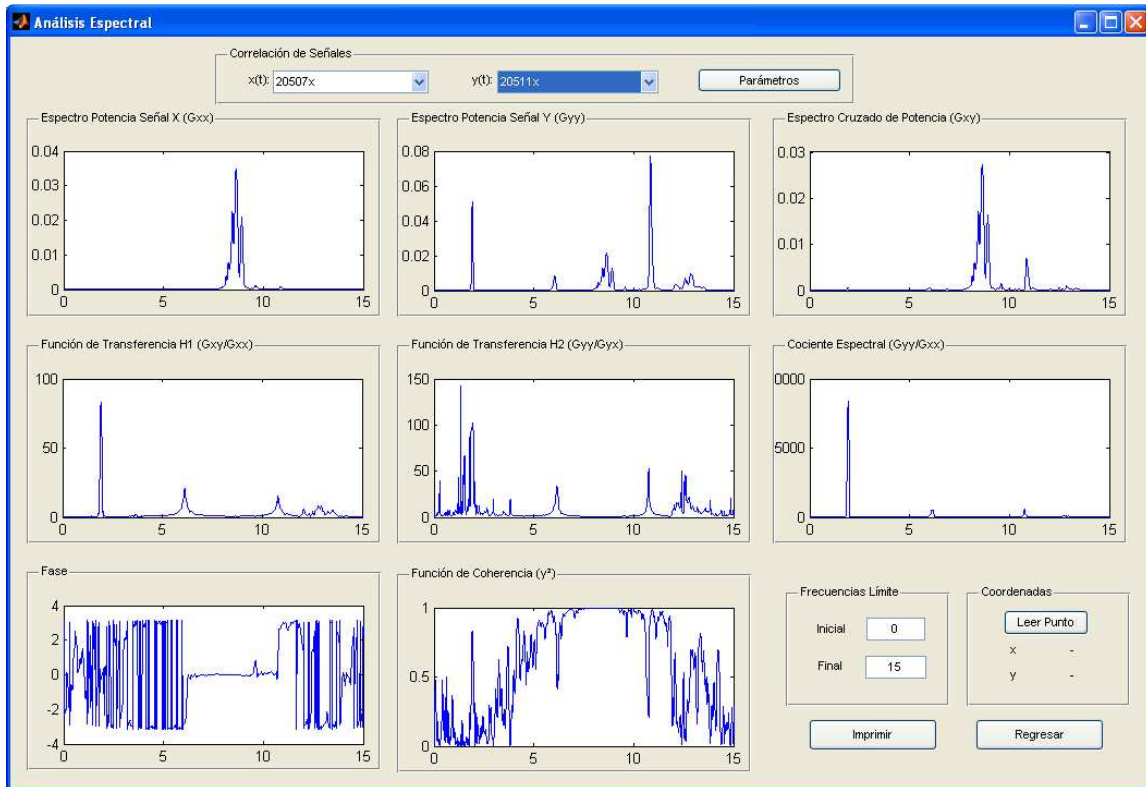 Análisis Espectral
Correlación de Señales
x(t): 20507x y(t): 20511x Parámetros
Espectro Potencia Señal X (Gxx)
0.04
0.03
0.02
0.01
0
0 5 10 15
Espectro Potencia Señal Y (Gyy)
0.08
0.06
0.04
0.02
0
0 5 10 15
Espectro Cruzado de Potencia (Gxy)
0.03
0.02
0.01
0
0 5 10 15
Función de Transferencia H1 (Gxy/Gxx)
100
50
0
0 5 10 15
Función de Transferencia H2 (Gyy/Gyx)
150
100
50
0
0 5 10 15
Cociente Espectral (Gyy/Gxx)
0000
5000
0
0 5 10 15
Fase
4
2
0
-2
-4
0 5 10 15
Función de Coherencia (y²)
1
0.5
0
0 5 10 15
Frecuencias Límite
Inicial 0
Final 15
Coordenadas
Leer Punto
x -
y -
Imprimir
Regresar